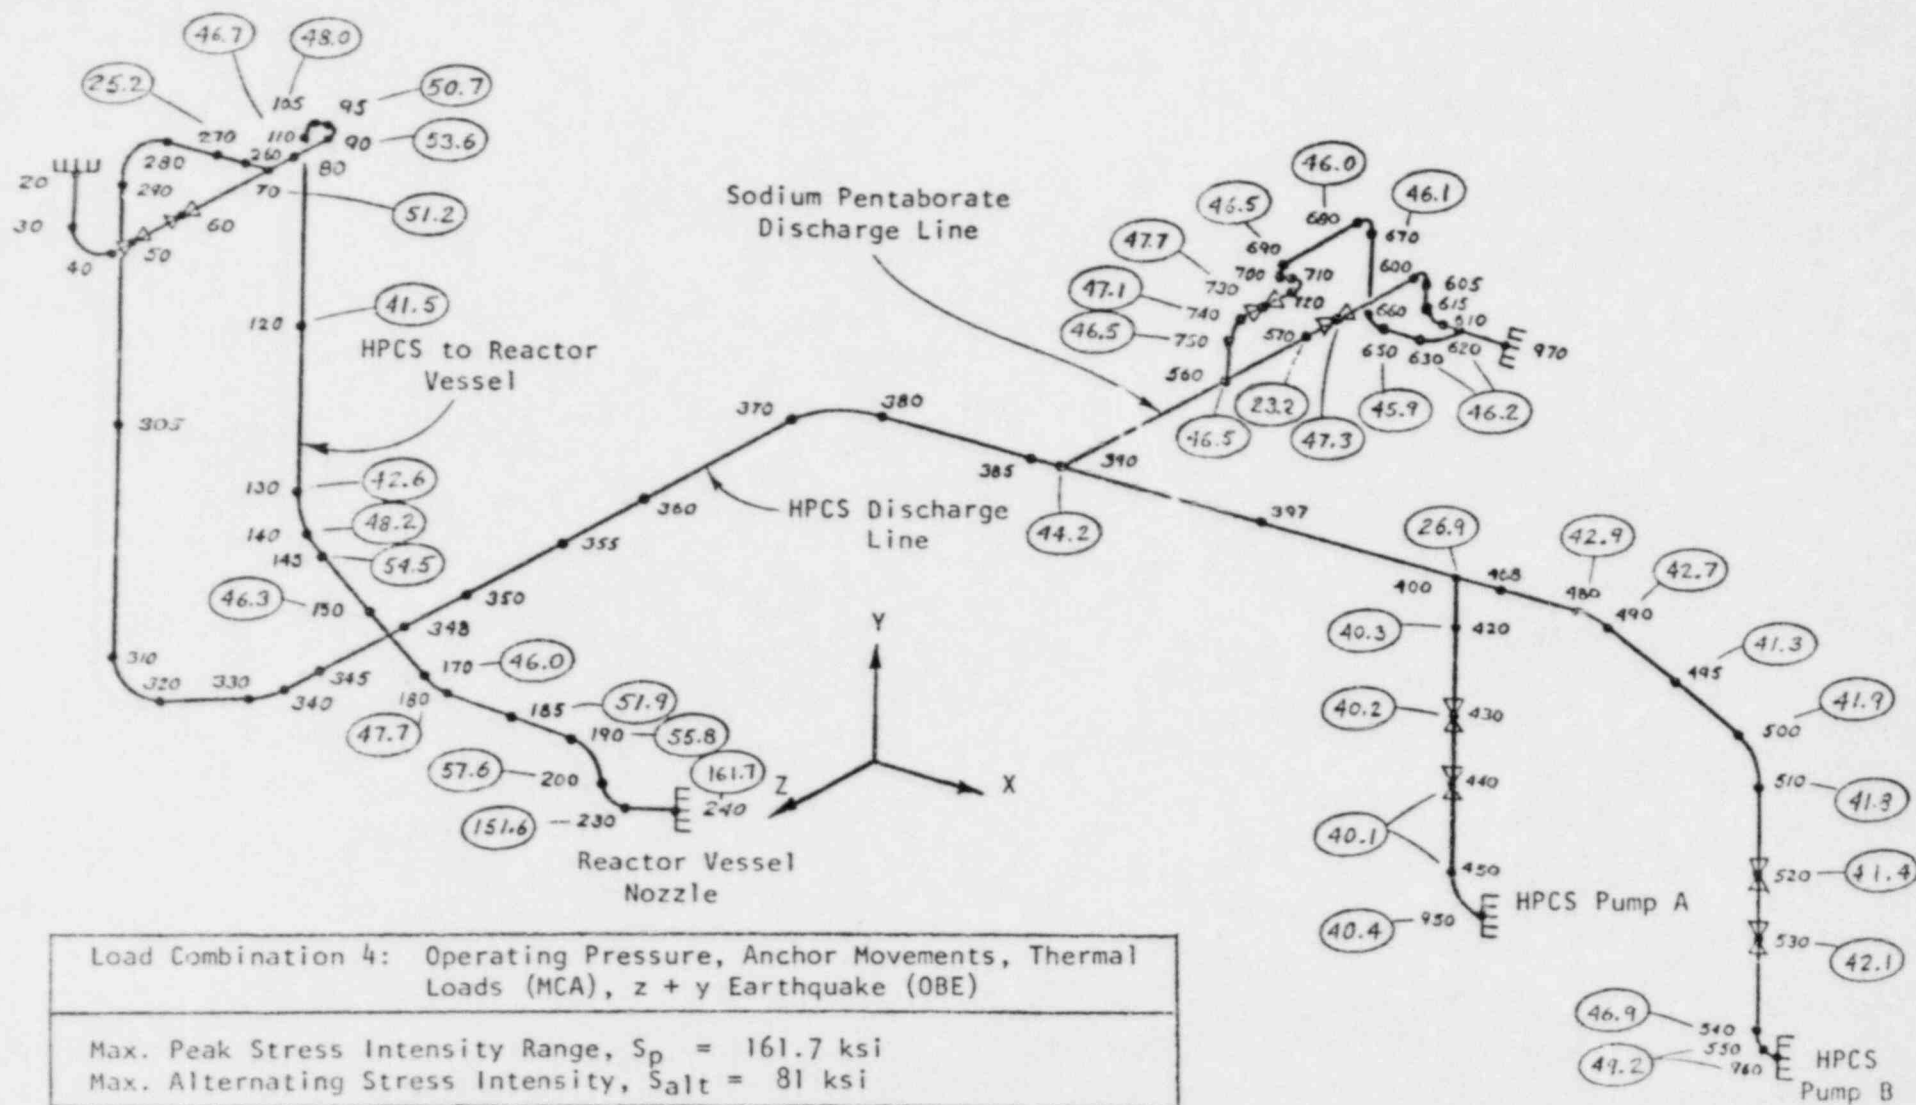 46.7 48.0
25.2 105 95 50.7
270 110 90 53.6
280 260 80
20 290 70
30 60 51.2
40 50
120 41.5
HPCS to Reactor
Vessel
305
130 42.6
140 48.2
145 54.5
46.3 150
310 320 330 340 345 348 350 355 360 370 380 385 390 397
170 46.0
180 185 51.9
47.7 190 55.8
57.6 200 161.7
151.6 230 240
Reactor Vessel
Nozzle
Y
Z X
Sodium Pentaborate
Discharge Line
HPCS Discharge
Line
44.2
46.0
46.5 680 46.1
690 670
47.7 700 710 600 605
47.1 730 720 615
740 660 610
46.5 750 570 650 630 620 970
560
46.5 23.2 47.3 45.9 46.2
26.9 42.9
400 468 480 490 42.7
40.3 420 495 41.3
40.2 430 500 41.9
440 510 41.8
40.1 450 520 41.4
40.4 950 HPCS Pump A
530 42.1
46.9 540
49.2 550
960 HPCS
Pump B
Load Combination 4: Operating Pressure, Anchor Movements, Thermal
Loads (MCA), z + y Earthquake (OBE)
Max. Peak Stress Intensity Range, Sp = 161.7 ksi
Max. Alternating Stress Intensity, Salt = 81 ksi